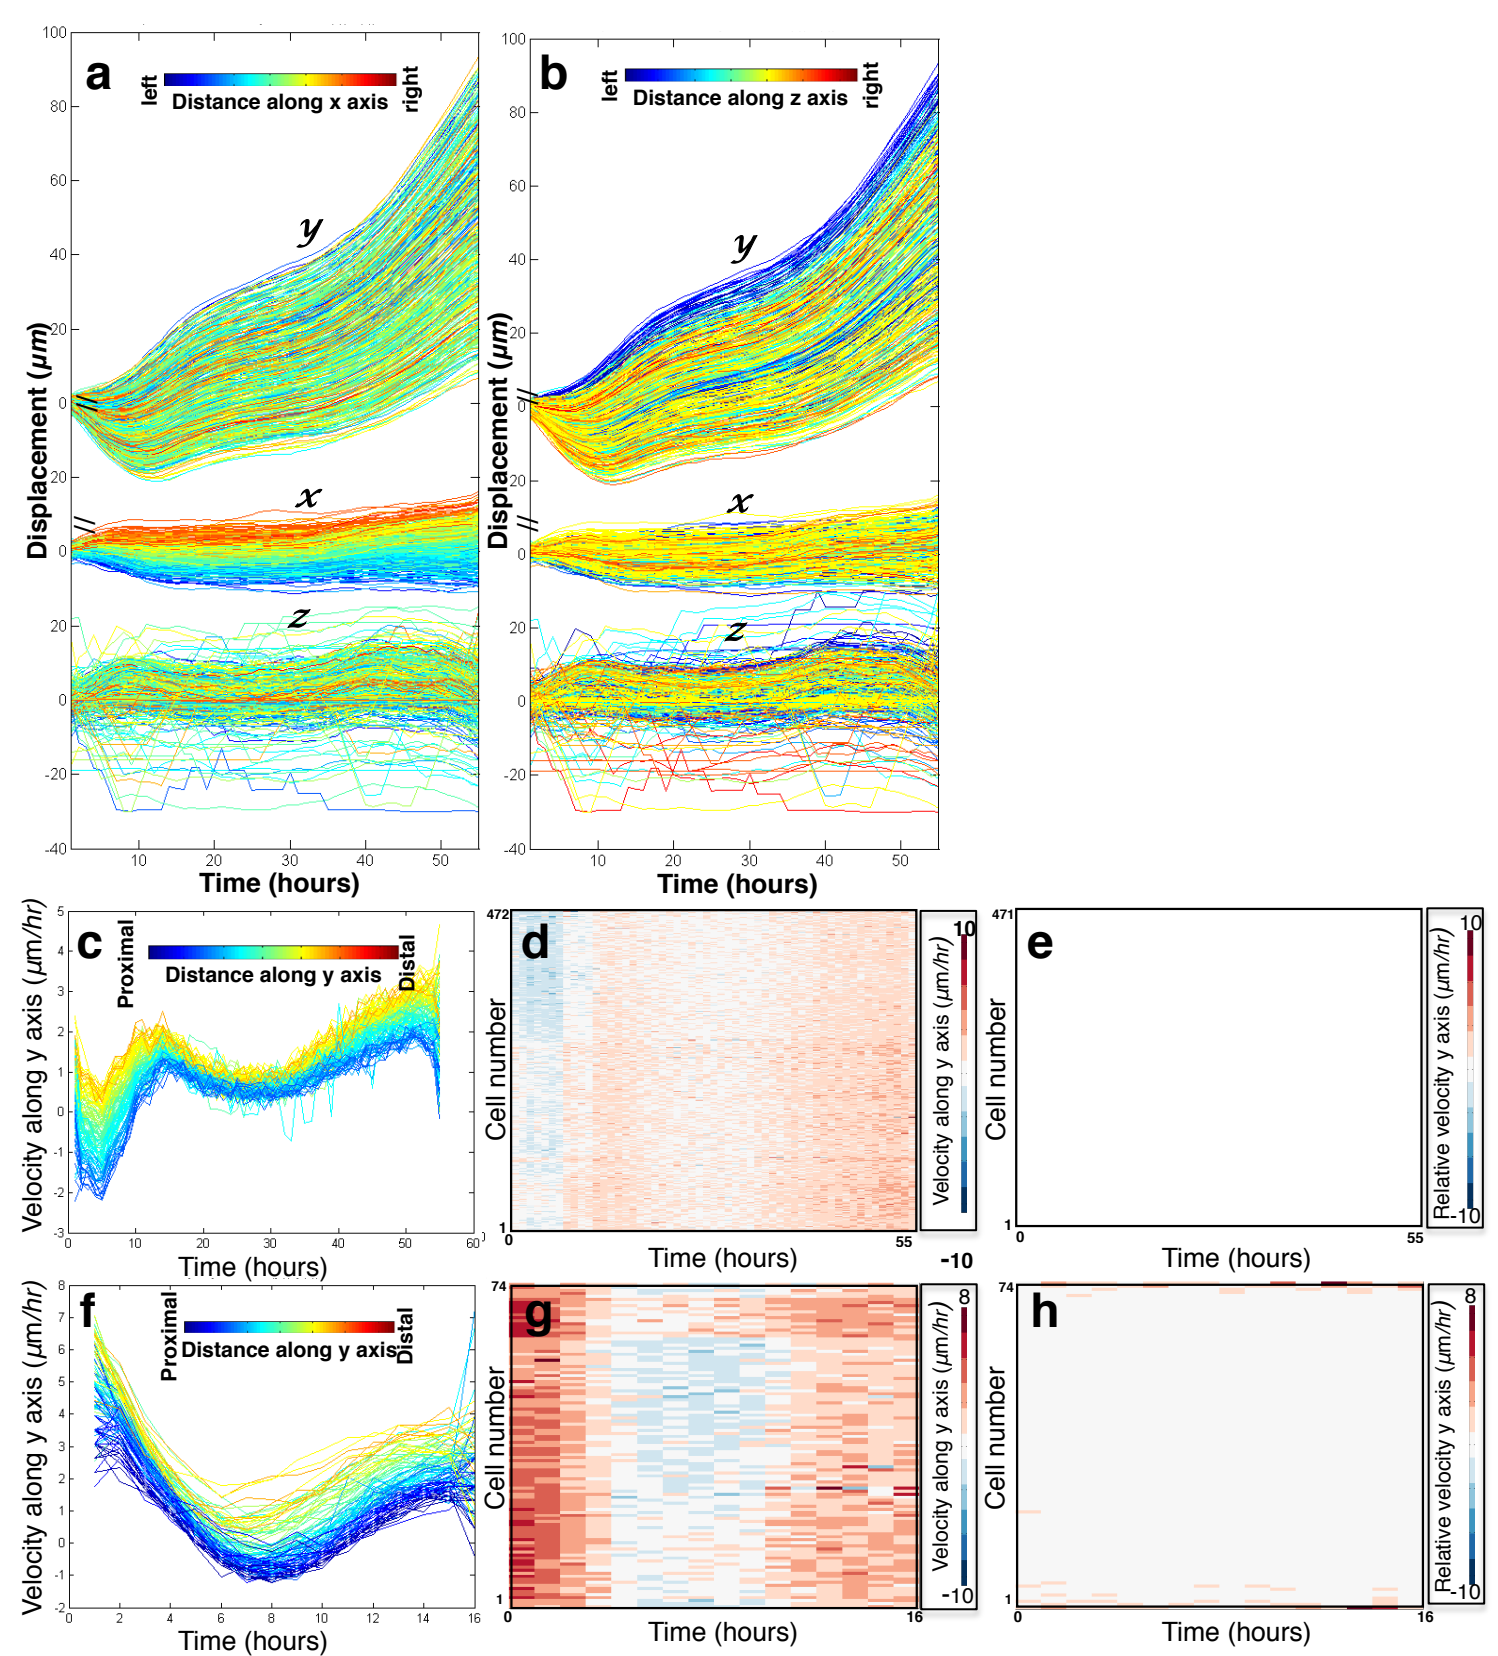 a
left
right
Distance along x axis
100
80
60
40
20
0
20
0
20
0
-20
-40
y
x
z
10 20 30 40 50
Displacement (μm)
Time (hours)
b
left
right
Distance along z axis
100
80
60
40
20
0
20
0
20
0
-20
-40
y
x
z
10 20 30 40 50
Displacement (μm)
Time (hours)
c
Proximal
Distal
Distance along y axis
5
4
3
2
1
0
-1
-2
-3
0 10 20 30 40 50 60
Velocity along y axis (μm/hr)
Time (hours)
d
472
1
0 55
Cell number
Time (hours)
10
Velocity along y axis (μm/hr)
-10
e
471
1
0 55
Cell number
Time (hours)
10
Relative velocity y axis (μm/hr)
-10
f
Proximal
Distal
Distance along y axis
8
7
6
5
4
3
2
1
0
-1
-2
0 2 4 6 8 10 12 14 16
Velocity along y axis (μm/hr)
Time (hours)
g
74
1
0 16
Cell number
Time (hours)
8
Velocity along y axis (μm/hr)
-10
h
74
1
0 16
Cell number
Time (hours)
8
Relative velocity y axis (μm/hr)
-10